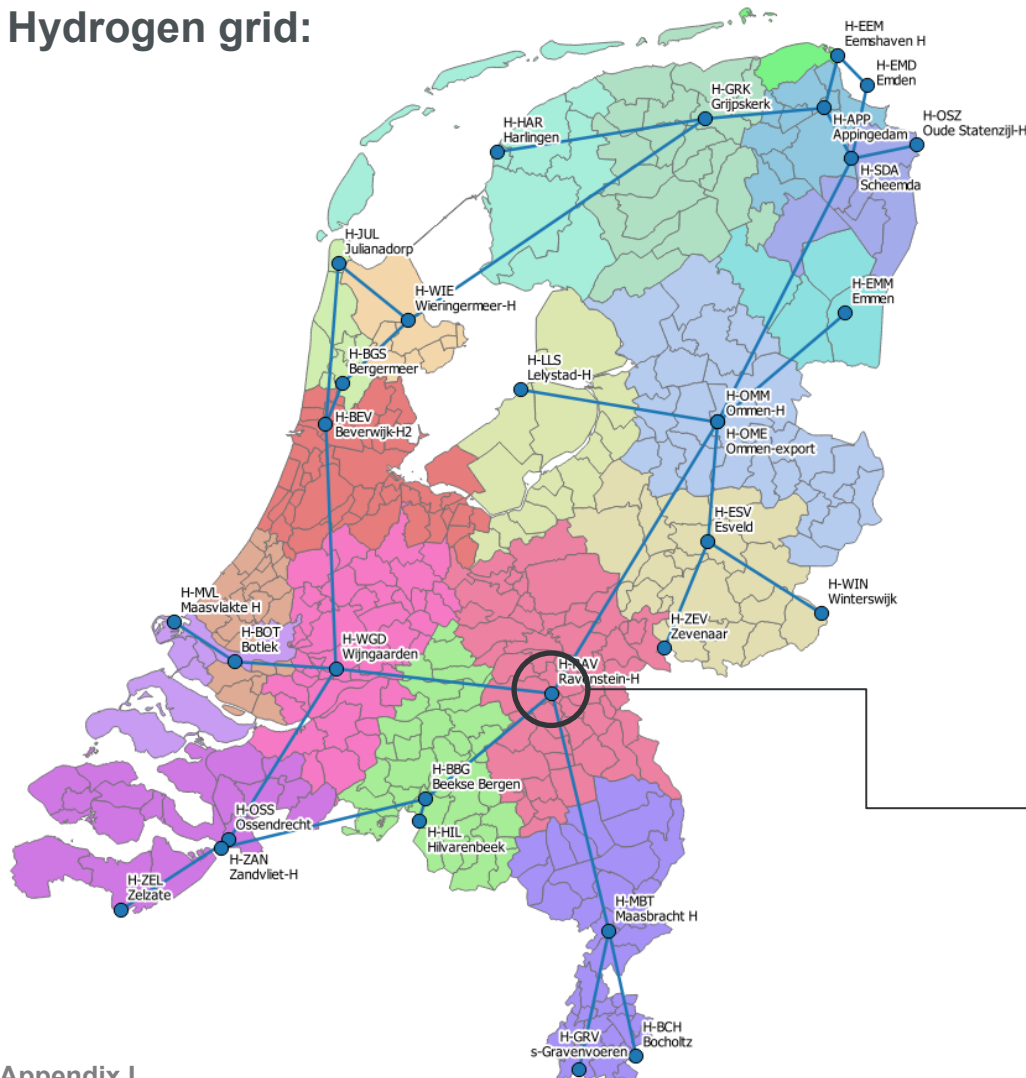 Hydrogen grid:
H-EEM
Eemshaven H
H-EMD
Emden
H-GRK
Grijpskerk
H-OSZ
Oude Statenzijl-H
H-HAR
Harlingen
H-APP
Appingedam
H-SDA
Scheemda
H-JUL
Julianadorp
H-WIE
Wieringermeer-H
H-EMM
Emmen
H-BGS
Bergermeer
H-LLS
Lelystad-H
H-OMM
Ommen-H
H-OME
Ommen-export
H-BEV
Beverwijk-H2
H-ESV
Esveld
H-WIN
Winterswijk
H-MVL
Maasvlakte H
H-BOT
Botlek
H-WGD
Wijngaarden
H-ZEV
Zevenaar
H-RAV
Ravenstein-H
H-BBG
Beekse Bergen
H-OSS
Ossendrecht
H-HIL
Hilvarenbeek
H-ZAN
Zandvliet-H
H-ZEL
Zelzate
H-MBT
Maasbracht H
H-GRV
s-Gravenvoeren
H-BCH
Bocholtz
Appendix I